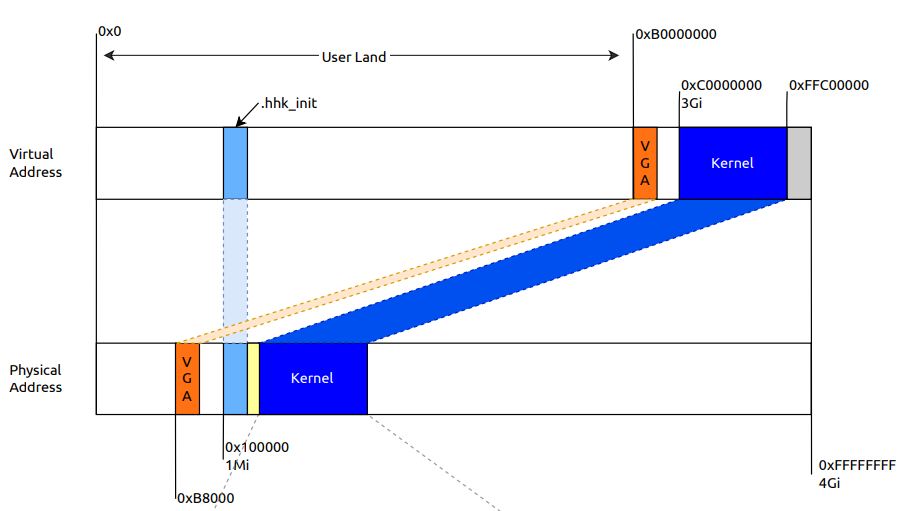 0x0
0xB0000000
User Land
0xC0000000
3Gi
0xFFC00000
.hhk_init
Virtual
Address
V
G
A
Kernel
Physical
Address
V
G
A
Kernel
0x100000
1Mi
0xFFFFFFFF
4Gi
0xB8000